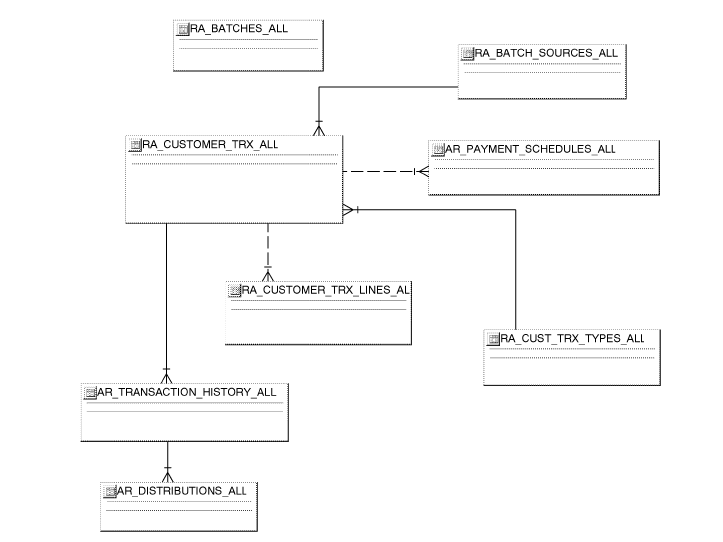 RA_BATCHES_ALL
RA_BATCH_SOURCES_ALL
RA_CUSTOMER_TRX_ALL
AR_PAYMENT_SCHEDULES_ALL
RA_CUSTOMER_TRX_LINES_AL
RA_CUST_TRX_TYPES_ALL
AR_TRANSACTION_HISTORY_ALL
AR_DISTRIBUTIONS_ALL